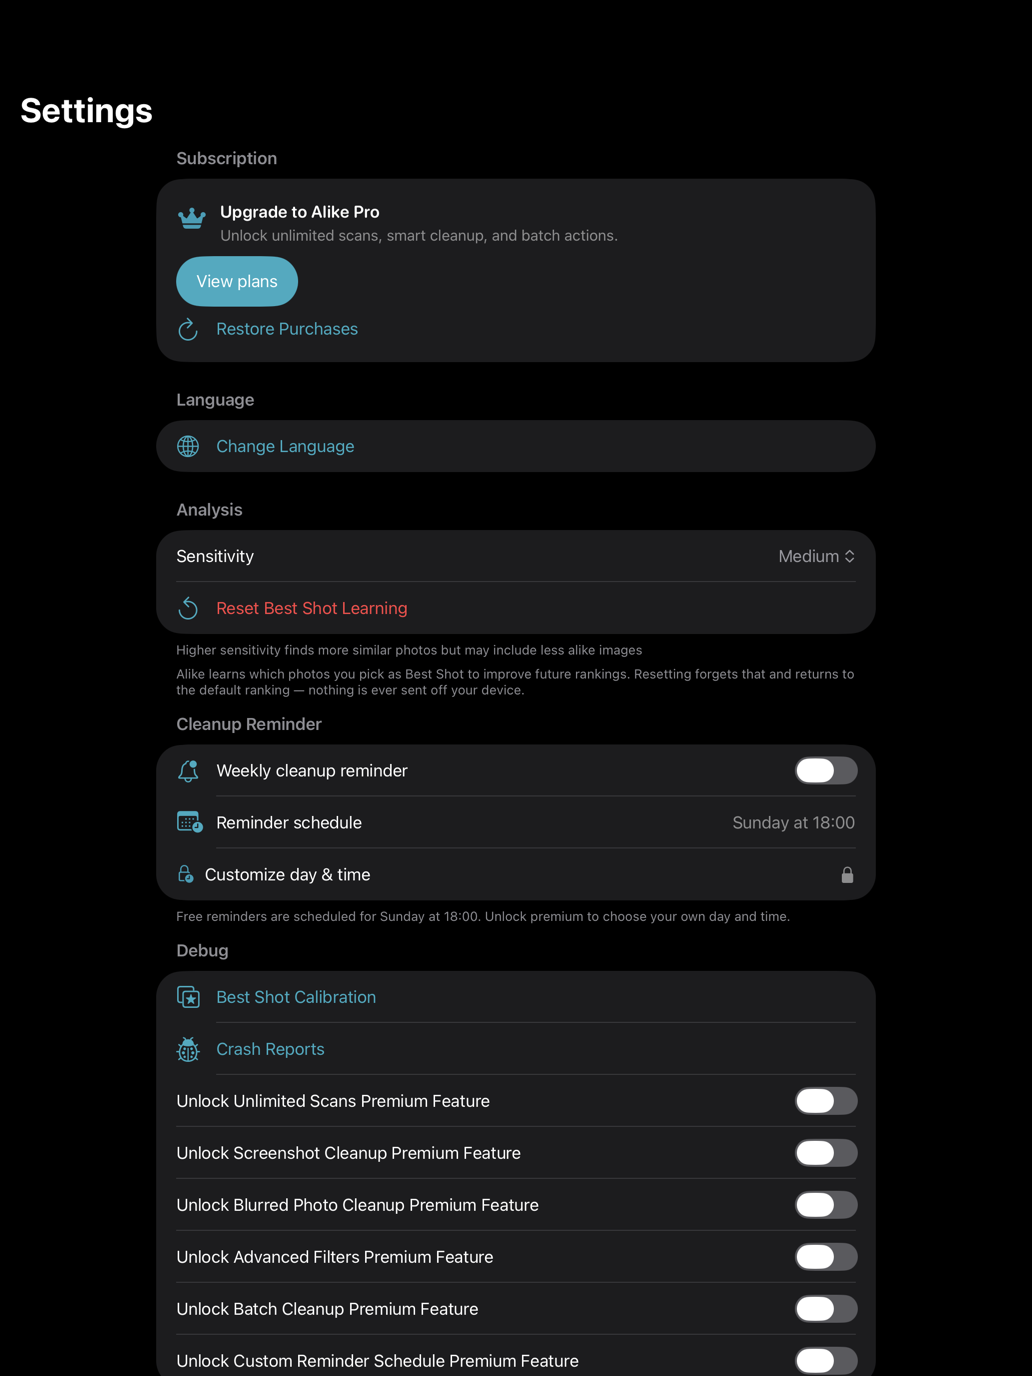 Settings
Subscription
Upgrade to Alike Pro
Unlock unlimited scans, smart cleanup, and batch actions.
View plans
Restore Purchases
Language
Change Language
Analysis
Sensitivity
Medium
Reset Best Shot Learning
Higher sensitivity finds more similar photos but may include less alike images
Alike learns which photos you pick as Best Shot to improve future rankings. Resetting forgets that and returns to
the default ranking — nothing is ever sent off your device.
Cleanup Reminder
Weekly cleanup reminder
Reminder schedule
Sunday at 18:00
Customize day & time
Free reminders are scheduled for Sunday at 18:00. Unlock premium to choose your own day and time.
Debug
Best Shot Calibration
Crash Reports
Unlock Unlimited Scans Premium Feature
Unlock Screenshot Cleanup Premium Feature
Unlock Blurred Photo Cleanup Premium Feature
Unlock Advanced Filters Premium Feature
Unlock Batch Cleanup Premium Feature
Unlock Custom Reminder Schedule Premium Feature